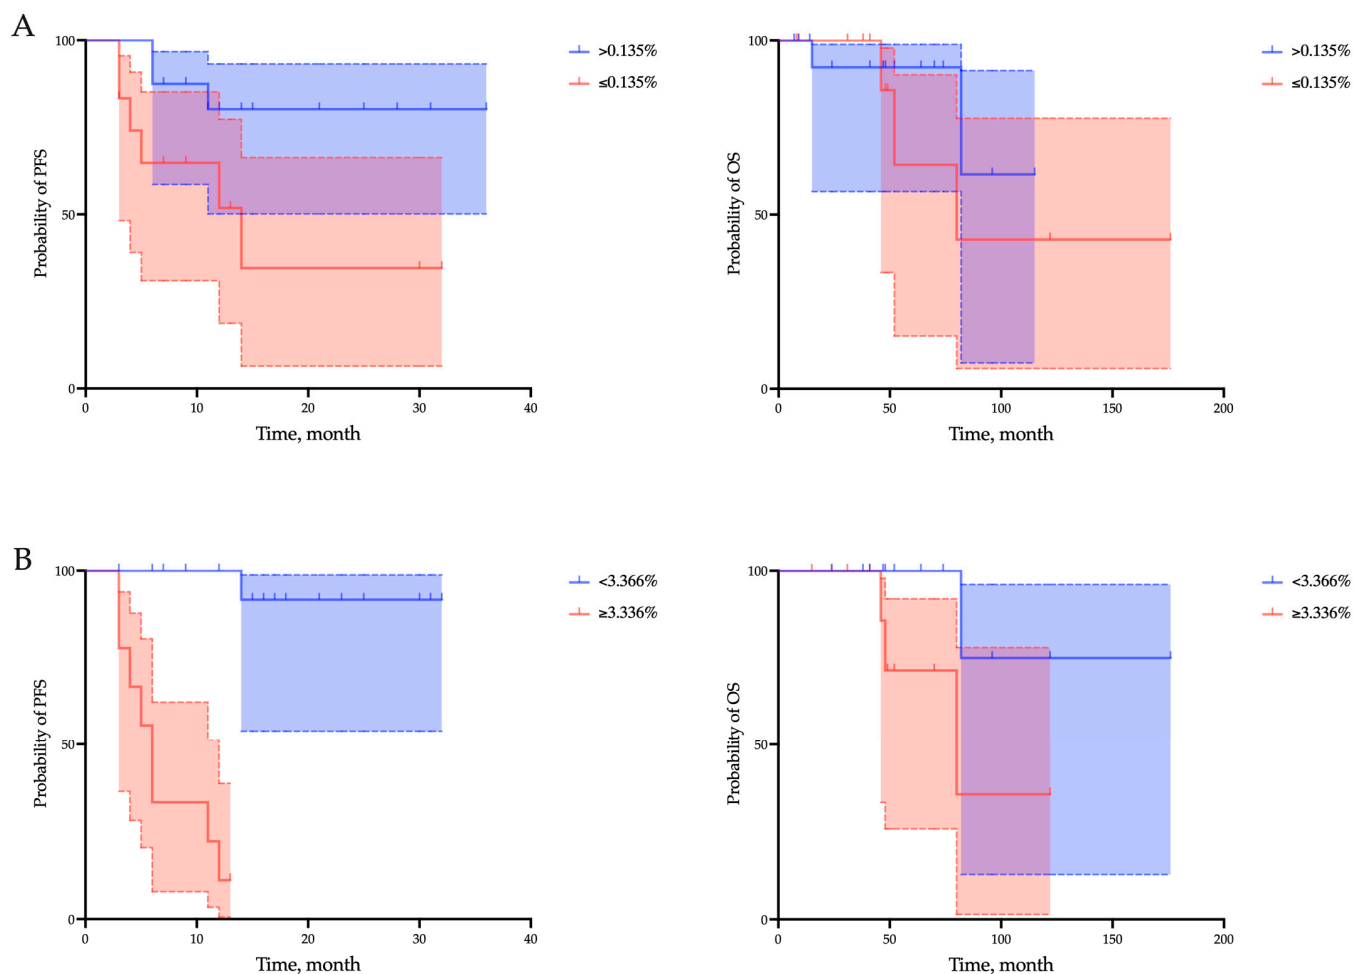 A
Probability of PFS
100
50
0
0 10 20 30 40
Time, month
>0.135%
≤0.135%
Probability of OS
100
50
0
0 50 100 150 200
Time, month
>0.135%
≤0.135%
B
Probability of PFS
100
50
0
0 10 20 30 40
Time, month
<3.366%
≥3.336%
Probability of OS
100
50
0
0 50 100 150 200
Time, month
<3.366%
≥3.336%